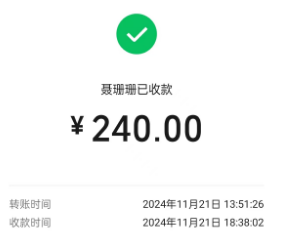 聂珊珊已收款
¥ 240.00
转账时间 2024年11月21日 13:51:26
收款时间 2024年11月21日 18:38:02